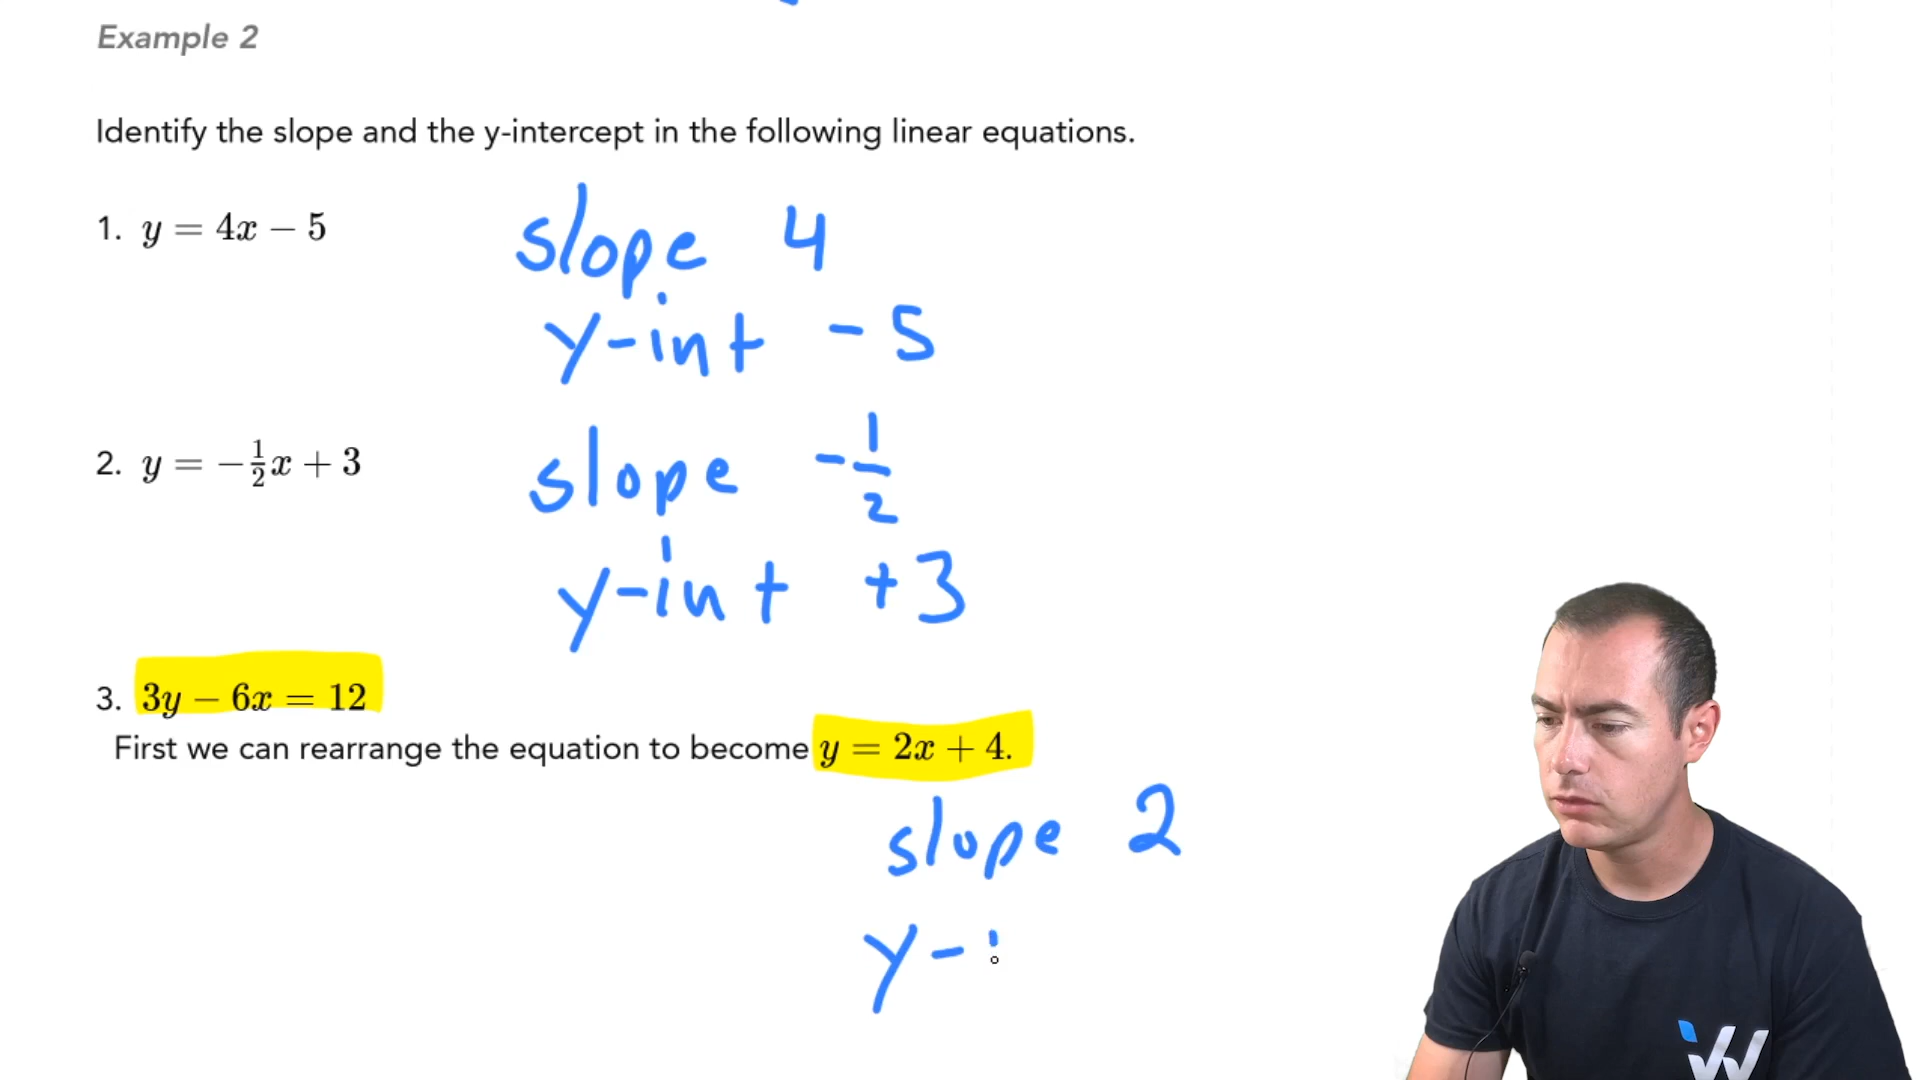 Example 2
Identify the slope and the y-intercept in the following linear equations.
1. y = 4x − 5
slope 4
y-int -5
2. y = −½x + 3
slope -1/2
y-int +3
3. 3y − 6x = 12
First we can rearrange the equation to become y = 2x + 4.
slope 2
y-i
W